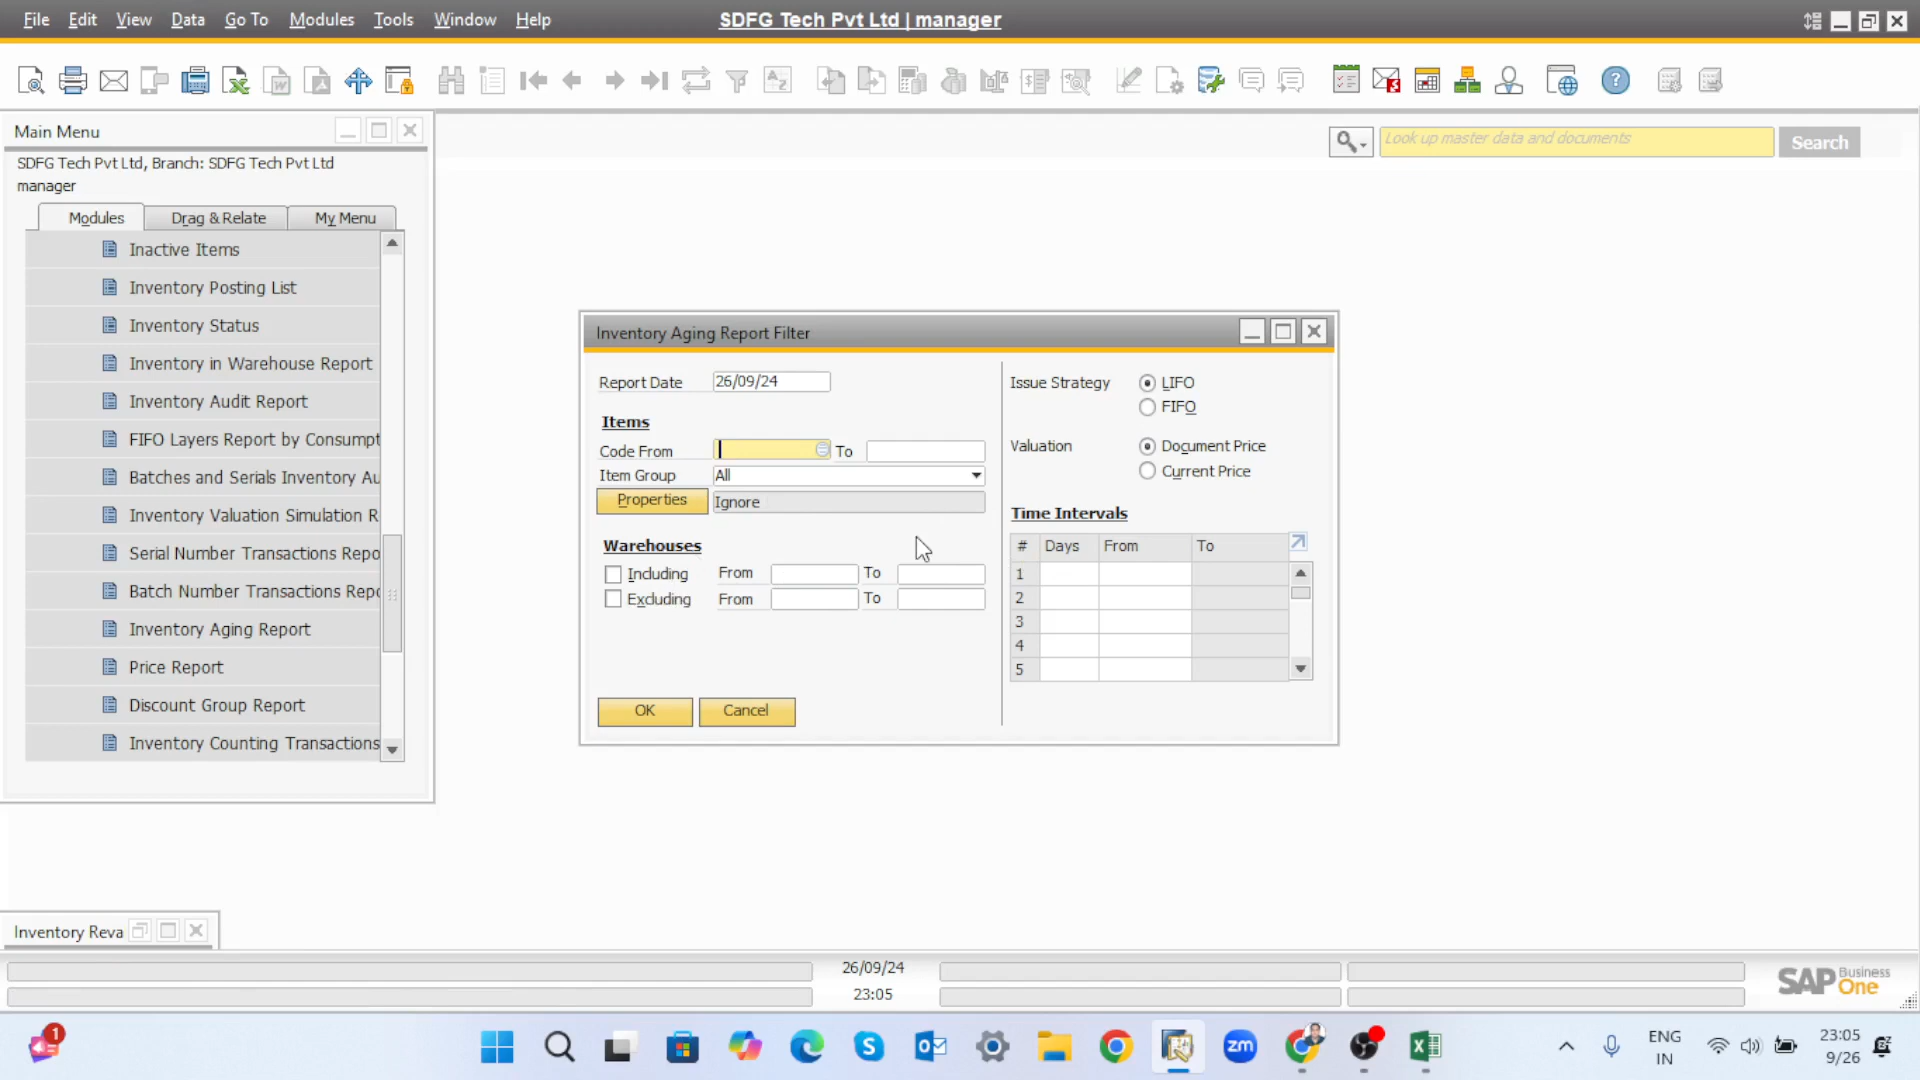 File Edit View Data Go To Modules Tools Window Help
SDFG Tech Pvt Ltd | manager
Look up master data and documents
Search
Main Menu
SDFG Tech Pvt Ltd, Branch: SDFG Tech Pvt Ltd
manager
Modules Drag & Relate My Menu
Inactive Items
Inventory Posting List
Inventory Status
Inventory in Warehouse Report
Inventory Audit Report
FIFO Layers Report by Consumpt
Batches and Serials Inventory Au
Inventory Valuation Simulation R
Serial Number Transactions Repo
Batch Number Transactions Repo
Inventory Aging Report
Price Report
Discount Group Report
Inventory Counting Transactions
Inventory Aging Report Filter
Report Date 26/09/24
Items
Code From To
Item Group All
Properties Ignore
Warehouses
Including From To
Excluding From To
OK Cancel
Issue Strategy LIFO
FIFO
Valuation Document Price
Current Price
Time Intervals
# Days From To
1
2
3
4
5
Inventory Reva
26/09/24
23:05
SAP Business One
1
zm
ENG
IN
23:05
9/26